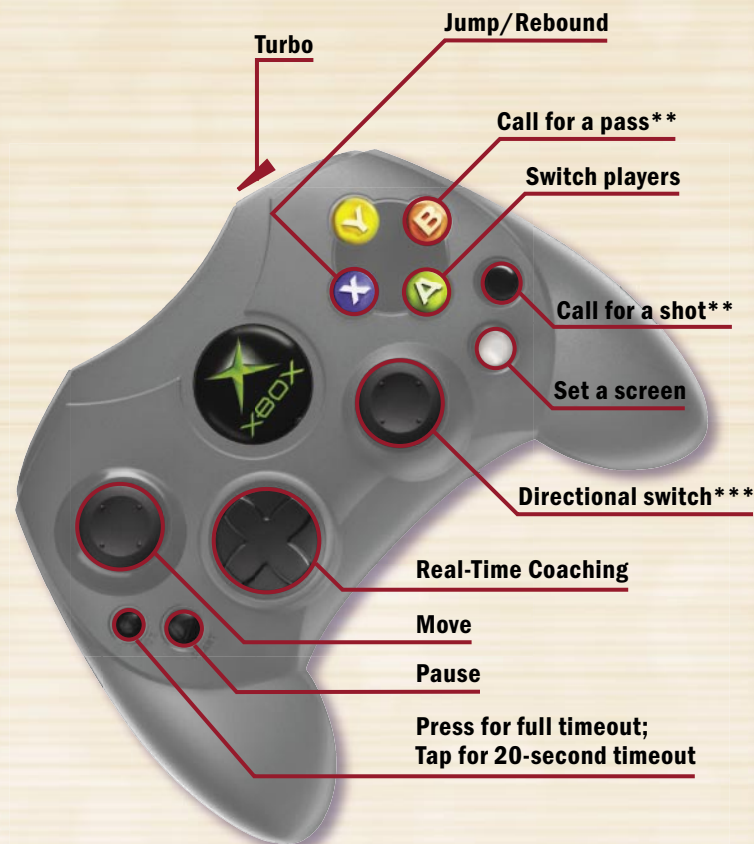 Jump/Rebound
Turbo
Call for a pass**
Switch players
Y
B
X
A
Call for a shot**
XBOX
Set a screen
Directional switch***
Real-Time Coaching
Move
Pause
Press for full timeout;
Tap for 20-second timeout